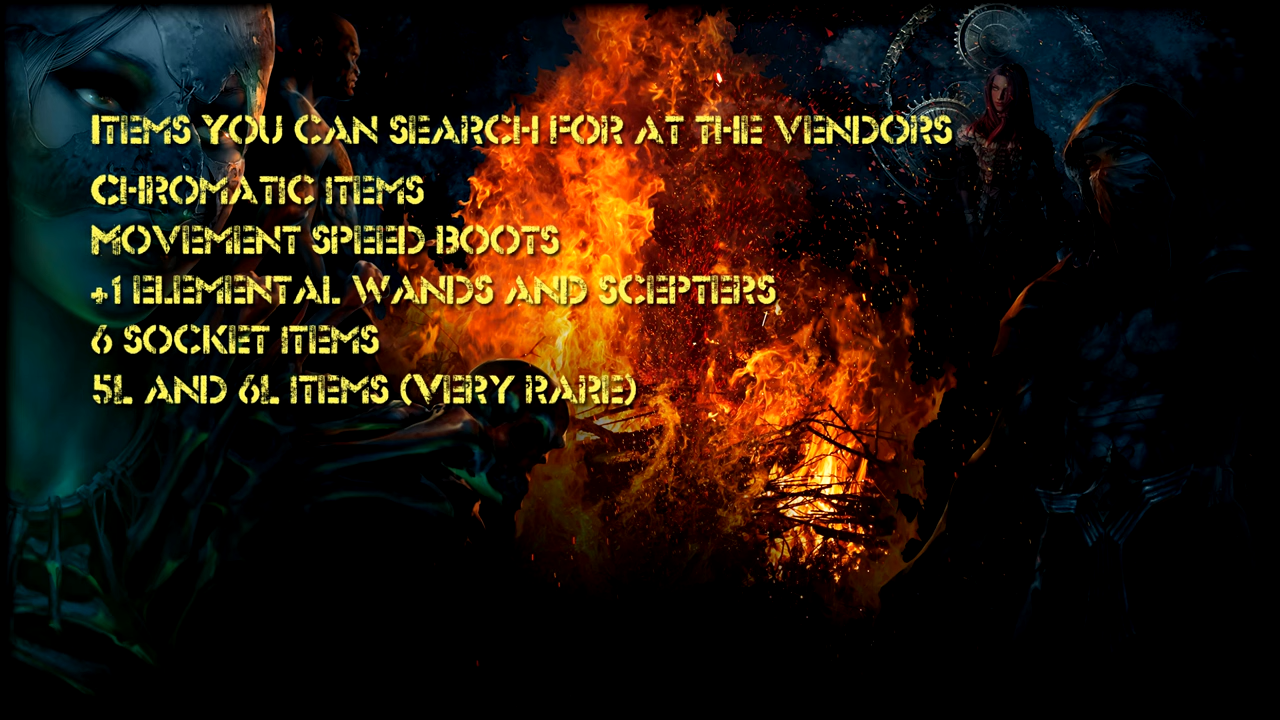 ITEMS YOU CAN SEARCH FOR AT THE VENDORS
CHROMATIC ITEMS
MOVEMENT SPEED BOOTS
+1 ELEMENTAL WANDS AND SCEPTERS
6 SOCKET ITEMS
5L AND 6L ITEMS (VERY RARE)